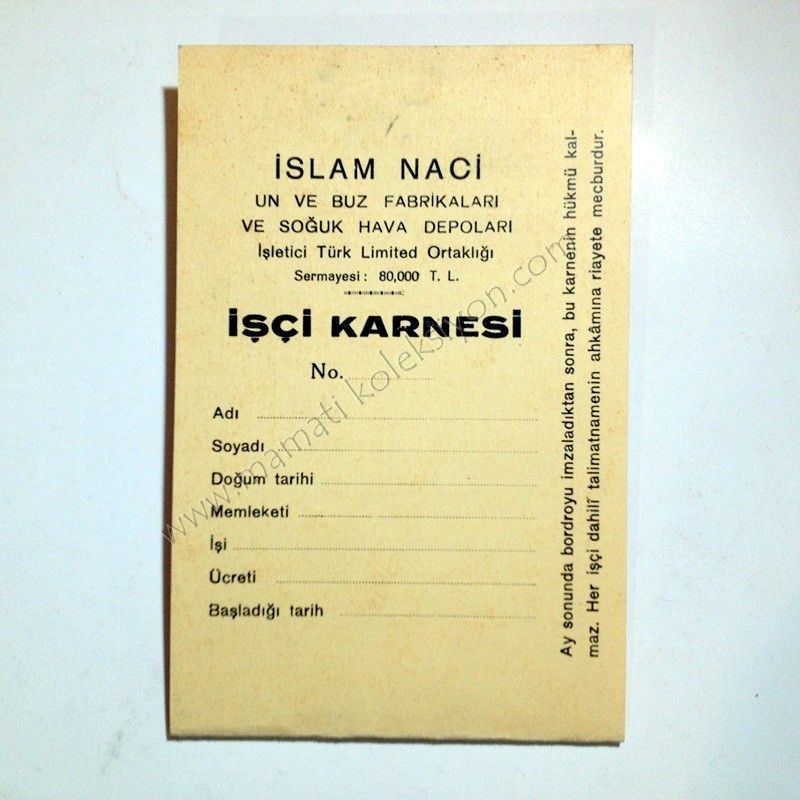 İSLAM NACİ
UN VE BUZ FABRİKALARI
VE SOĞUK HAVA DEPOLARI
İşletici Türk Limited Ortaklığı
Sermayesi: 80,000 T. L.
İŞÇİ KARNESİ
No.
Adı
Soyadı
Doğum tarihi
Memleketi
İşi
Ücreti
Başladığı tarih
Ay sonunda bordroyu imzaladıktan sonra, bu karnenin hükmü kal-
maz. Her işçi dahilî talimatnamenin ahkâmına riayete mecburdur.
www.mamati koleksiyon.com